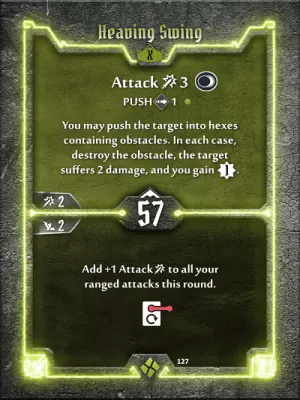 Heaving Swing
X
Attack 3
PUSH 1
You may push the target into hexes
containing obstacles. In each case,
destroy the obstacle, the target
suffers 2 damage, and you gain 1.
2
57
2
Add +1 Attack to all your
ranged attacks this round.
127